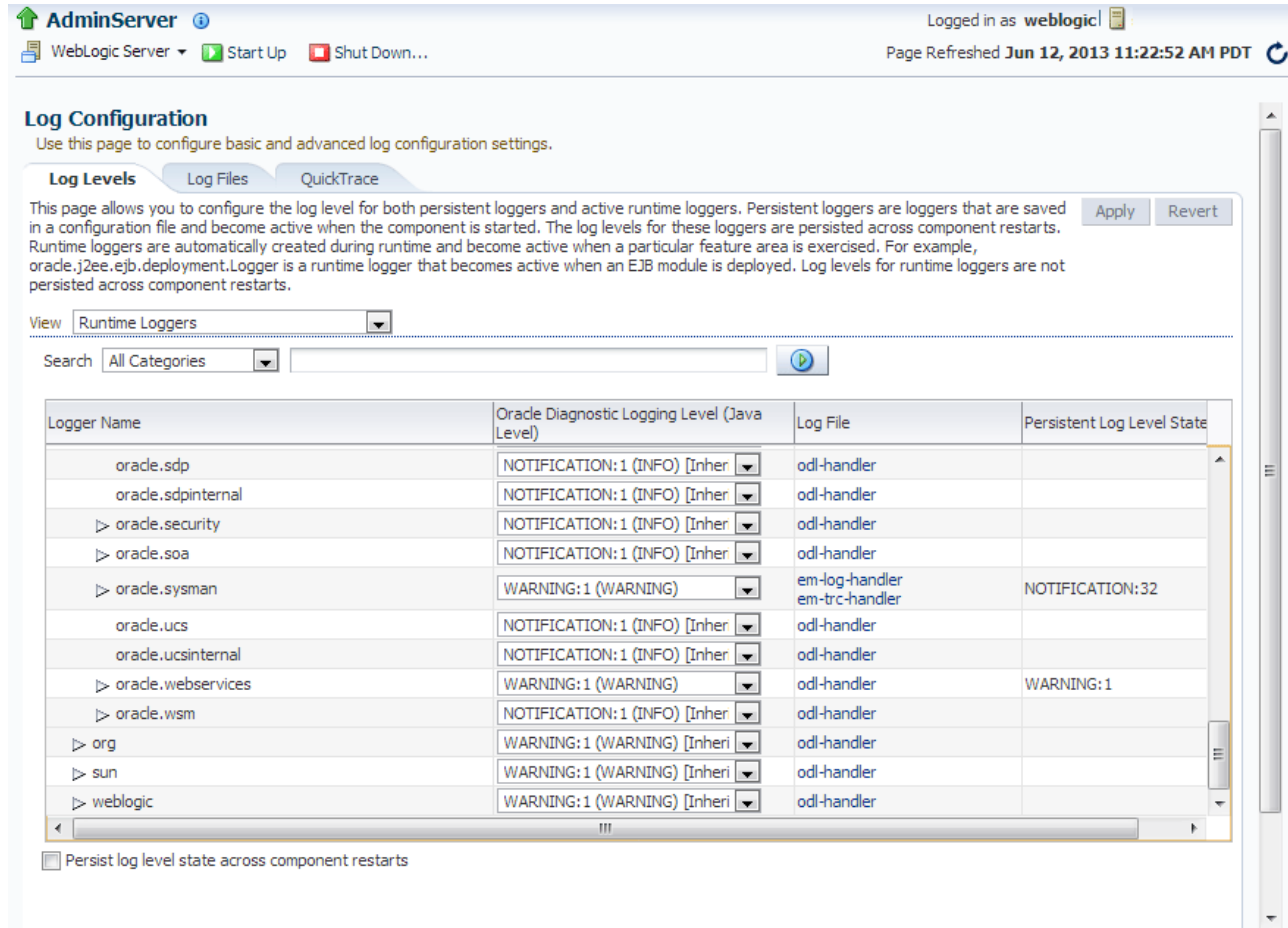 AdminServer
Logged in as weblogic
WebLogic Server Start Up Shut Down...
Page Refreshed Jun 12, 2013 11:22:52 AM PDT
Log Configuration
Use this page to configure basic and advanced log configuration settings.
Log Levels Log Files QuickTrace
This page allows you to configure the log level for both persistent loggers and active runtime loggers. Persistent loggers are loggers that are saved
in a configuration file and become active when the component is started. The log levels for these loggers are persisted across component restarts.
Runtime loggers are automatically created during runtime and become active when a particular feature area is exercised. For example,
oracle.j2ee.ejb.deployment.Logger is a runtime logger that becomes active when an EJB module is deployed. Log levels for runtime loggers are not
persisted across component restarts.
Apply Revert
View Runtime Loggers
Search All Categories
Logger Name Oracle Diagnostic Logging Level (Java Level) Log File Persistent Log Level State
oracle.sdp NOTIFICATION:1 (INFO) [Inher odl-handler
oracle.sdpinternal NOTIFICATION:1 (INFO) [Inher odl-handler
oracle.security NOTIFICATION:1 (INFO) [Inher odl-handler
oracle.soa NOTIFICATION:1 (INFO) [Inher odl-handler
oracle.sysman WARNING:1 (WARNING) em-log-handler em-trc-handler NOTIFICATION:32
oracle.ucs NOTIFICATION:1 (INFO) [Inher odl-handler
oracle.ucsinternal NOTIFICATION:1 (INFO) [Inher odl-handler
oracle.webservices WARNING:1 (WARNING) odl-handler WARNING:1
oracle.wsm NOTIFICATION:1 (INFO) [Inher odl-handler
org WARNING:1 (WARNING) [Inheri odl-handler
sun WARNING:1 (WARNING) [Inheri odl-handler
weblogic WARNING:1 (WARNING) [Inheri odl-handler
Persist log level state across component restarts